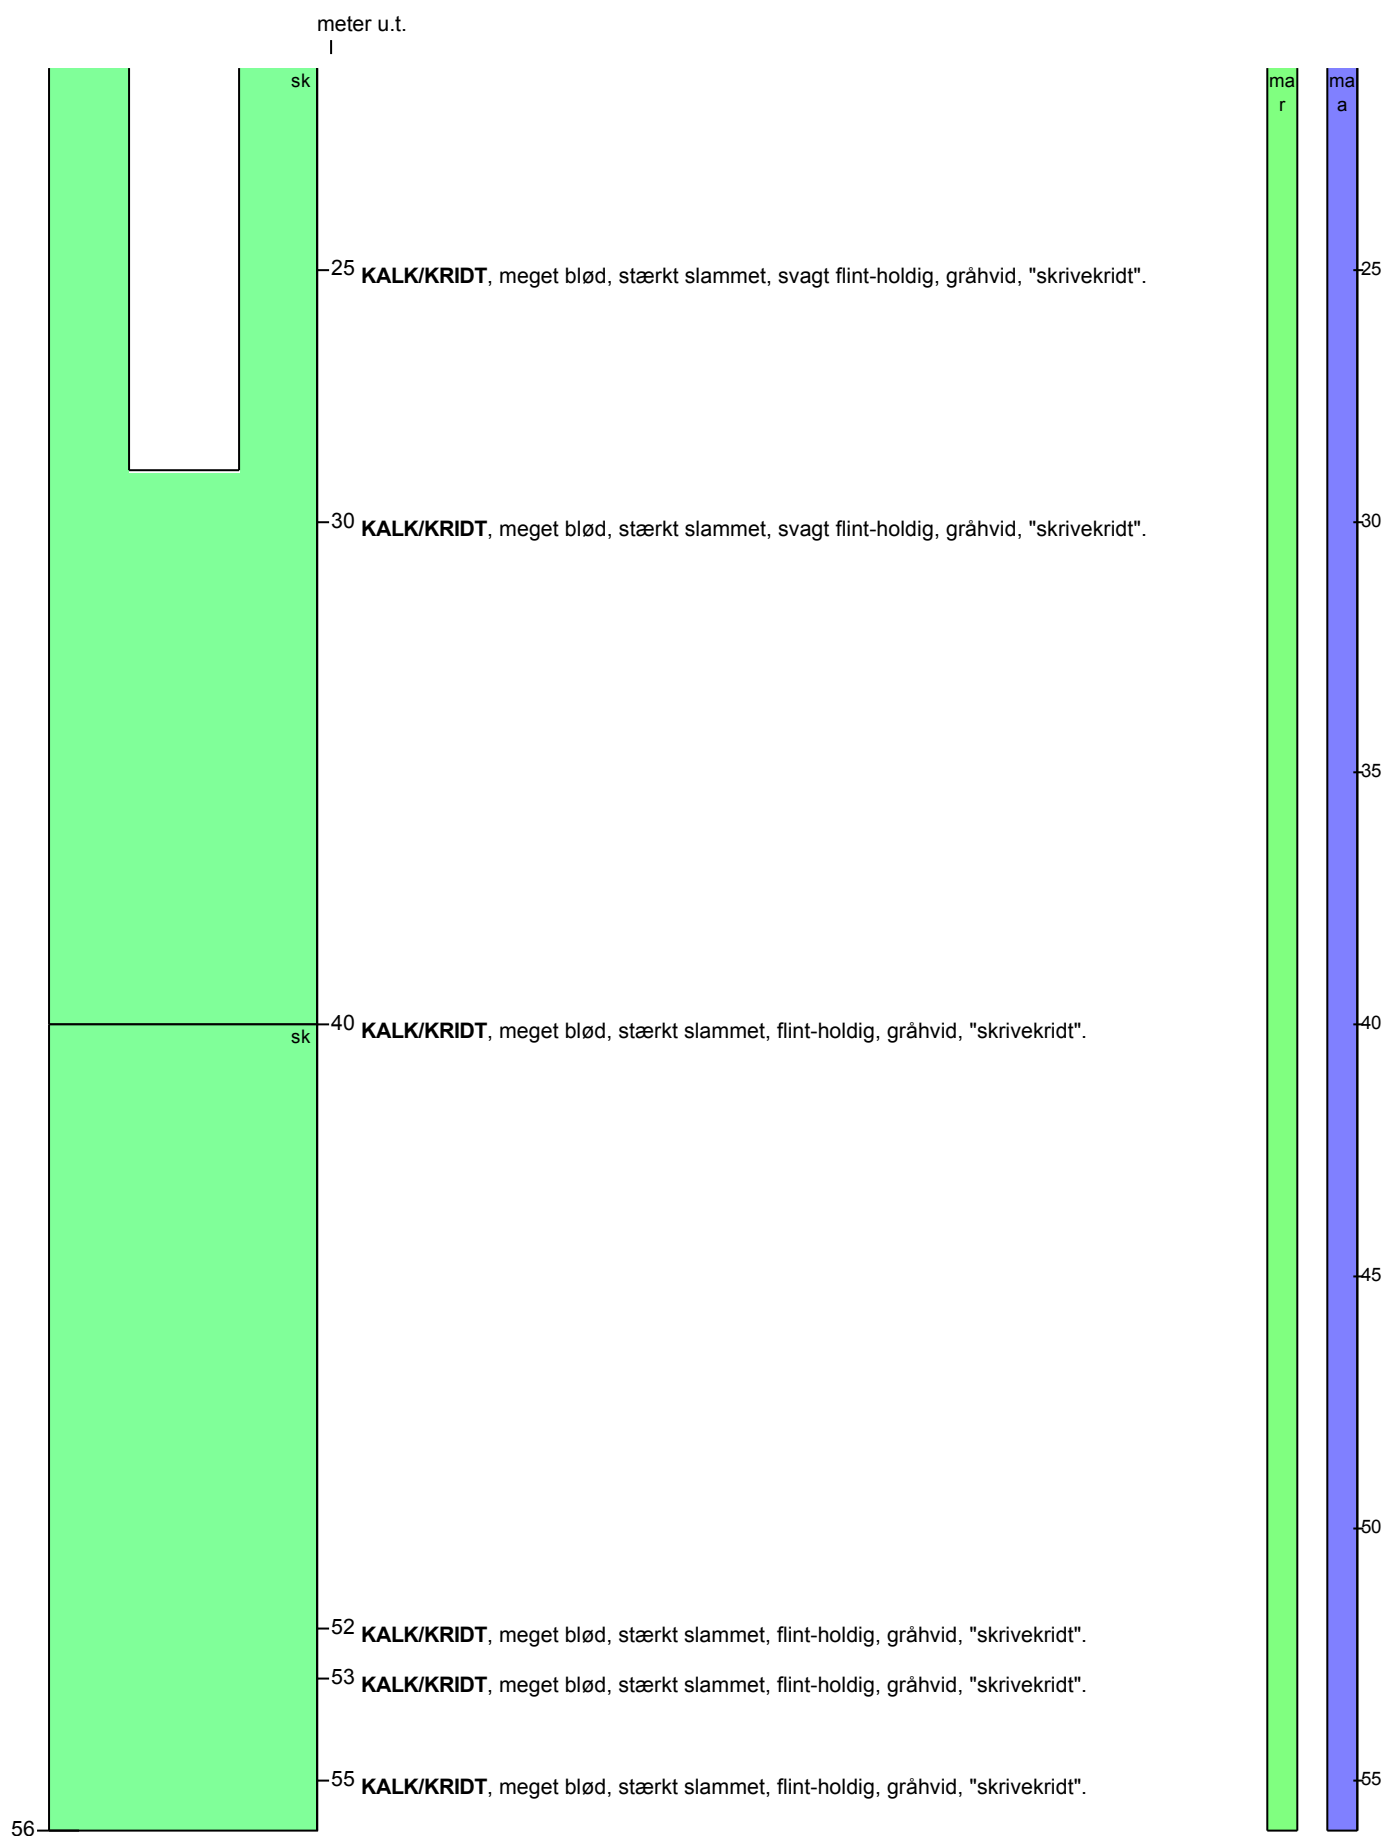 meter u.t.
sk
ma
r
ma
a
25 KALK/KRIDT, meget blød, stærkt slammet, svagt flint-holdig, gråhvid, "skrivekridt".
25
30 KALK/KRIDT, meget blød, stærkt slammet, svagt flint-holdig, gråhvid, "skrivekridt".
30
35
40 KALK/KRIDT, meget blød, stærkt slammet, flint-holdig, gråhvid, "skrivekridt".
40
sk
45
50
52 KALK/KRIDT, meget blød, stærkt slammet, flint-holdig, gråhvid, "skrivekridt".
53 KALK/KRIDT, meget blød, stærkt slammet, flint-holdig, gråhvid, "skrivekridt".
55 KALK/KRIDT, meget blød, stærkt slammet, flint-holdig, gråhvid, "skrivekridt".
55
56